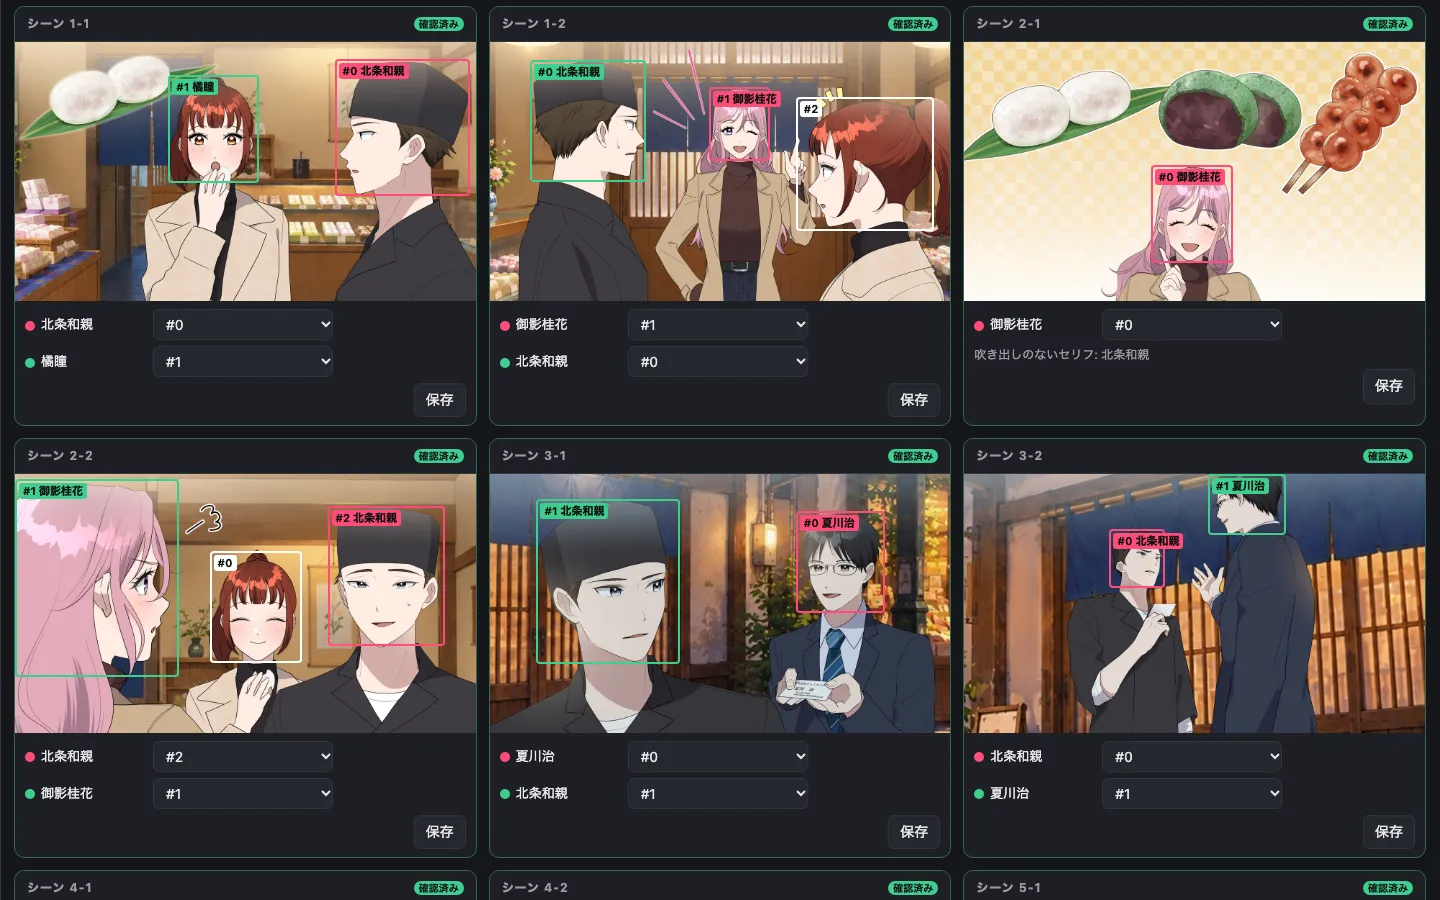 シーン 1-1
確認済み
#1 橘瞳
#0 北条和親
北条和親
#0
橘瞳
#1
保存
シーン 1-2
確認済み
#0 北条和親
#1 御影桂花
#2
御影桂花
#1
北条和親
#0
保存
シーン 2-1
確認済み
#0 御影桂花
御影桂花
#0
吹き出しのないセリフ: 北条和親
保存
シーン 2-2
確認済み
#1 御影桂花
#0
#2 北条和親
北条和親
#2
御影桂花
#1
保存
シーン 3-1
確認済み
#1 北条和親
#0 夏川治
夏川治
#0
北条和親
#1
保存
シーン 3-2
確認済み
#1 夏川治
#0 北条和親
北条和親
#0
夏川治
#1
保存
シーン 4-1
確認済み
シーン 4-2
確認済み
シーン 5-1
確認済み